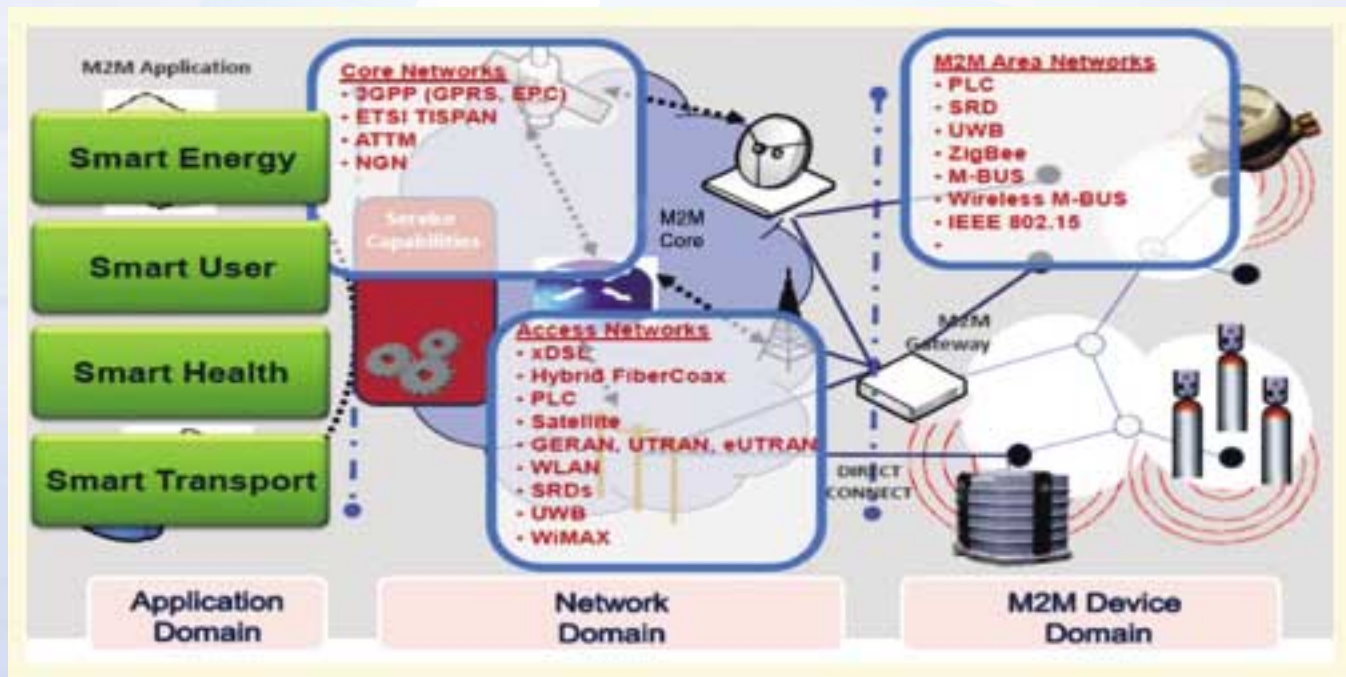 M2M Application
Smart Energy
Smart User
Smart Health
Smart Transport
Core Networks
- 3GPP (GPRS, EPC)
- ETSI TISPAN
- ATTM
- NGN
Service
Capabilities
M2M
Core
Access Networks
- xDSL
- Hybrid FiberCoax
- PLC
- Satellite
- GERAN, UTRAN, eUTRAN
- WLAN
- SRDs
- UWB
- WiMAX
M2M Area Networks
- PLC
- SRD
- UWB
- ZigBee
- M-BUS
- Wireless M-BUS
- IEEE 802.15
-
M2M
Gateway
DIRECT
CONNECT
Application
Domain
Network
Domain
M2M Device
Domain